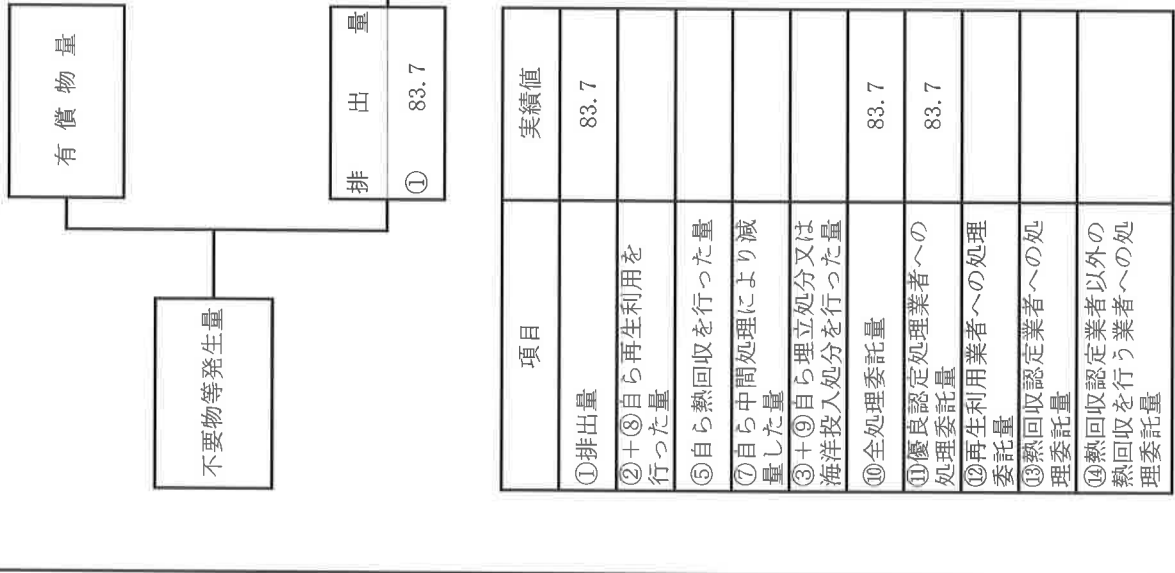 不要物等発生量
有償物量
排出量
① 83.7
項目 実績値
①排出量 83.7
②+⑧自ら再生利用を
行った量
⑤自ら熱回収を行った量
⑦自ら中間処理により減
量した量
③+⑨自ら埋立処分又は
海洋投入処分を行った量
⑩全処理委託量 83.7
⑪優良認定処理業者への
処理委託量 83.7
⑫再生利用業者への処理
委託量
⑬熱回収認定業者への処
理委託量
⑭熱回収認定業者以外の
熱回収を行う業者への処
理委託量